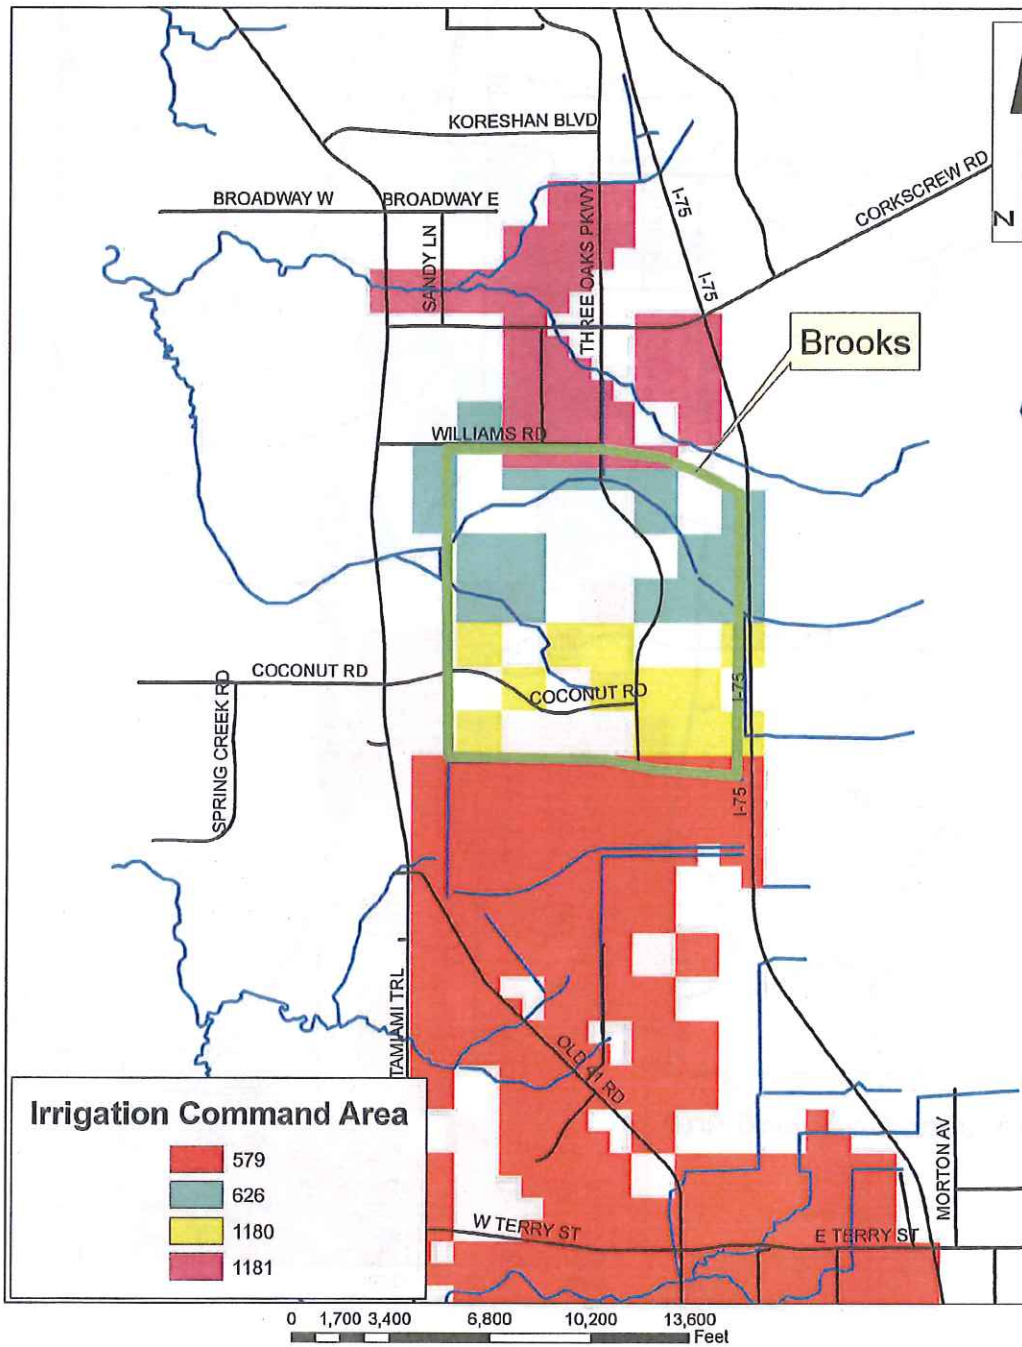 KORESHAN BLVD
CORKSCREW RD
I-75
BROADWAY W
BROADWAY E
SANDY LN
THREE OAKS PKWY
N
I-75
Brooks
WILLIAMS RD
COCONUT RD
COCONUT RD
I-75
SPRING CREEK RD
I-75
TAMIAMI TRL
OLD 41 RD
MORTON AV
W TERRY ST
E TERRY ST
Irrigation Command Area
579
626
1180
1181
0 1,700 3,400 6,800 10,200 13,600
Feet